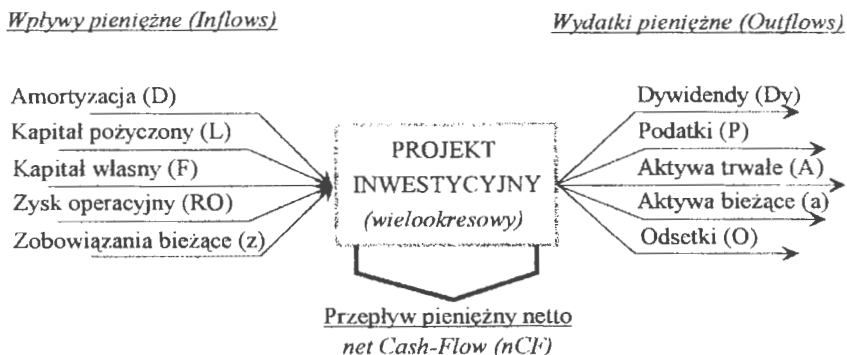 Wpływy pieniężne (Inflows)
Wydatki pieniężne (Outflows)
Amortyzacja (D)
Kapitał pożyczony (L)
Kapitał własny (F)
Zysk operacyjny (RO)
Zobowiązania bieżące (z)
PROJEKT
INWESTYCYJNY
(wielookresowy)
Dywidendy (Dy)
Podatki (P)
Aktywa trwałe (A)
Aktywa bieżące (a)
Odsetki (O)
Przepływ pieniężny netto
net Cash-Flow (nCF)